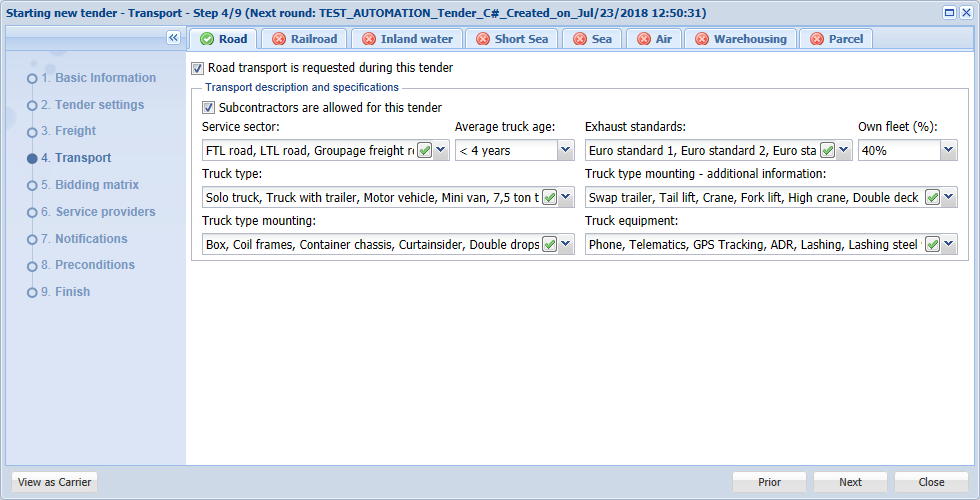 Starting new tender - Transport - Step 4/9 (Next round: TEST_AUTOMATION_Tender_C#_Created_on_Jul/23/2018 12:50:31)
Road Railroad Inland water Short Sea Sea Air Warehousing Parcel
1. Basic Information
2. Tender settings
3. Freight
4. Transport
5. Bidding matrix
6. Service providers
7. Notifications
8. Preconditions
9. Finish
Road transport is requested during this tender
Transport description and specifications
Subcontractors are allowed for this tender
Service sector: Average truck age: Exhaust standards: Own fleet (%):
FTL road, LTL road, Groupage freight < 4 years Euro standard 1, Euro standard 2, Euro sta 40%
Truck type: Truck type mounting - additional information:
Solo truck, Truck with trailer, Motor vehicle, Mini van, 7,5 ton t Swap trailer, Tail lift, Crane, Fork lift, High crane, Double deck
Truck type mounting: Truck equipment:
Box, Coil frames, Container chassis, Curtainsider, Double drops Phone, Telematics, GPS Tracking, ADR, Lashing, Lashing steel
View as Carrier Prior Next Close